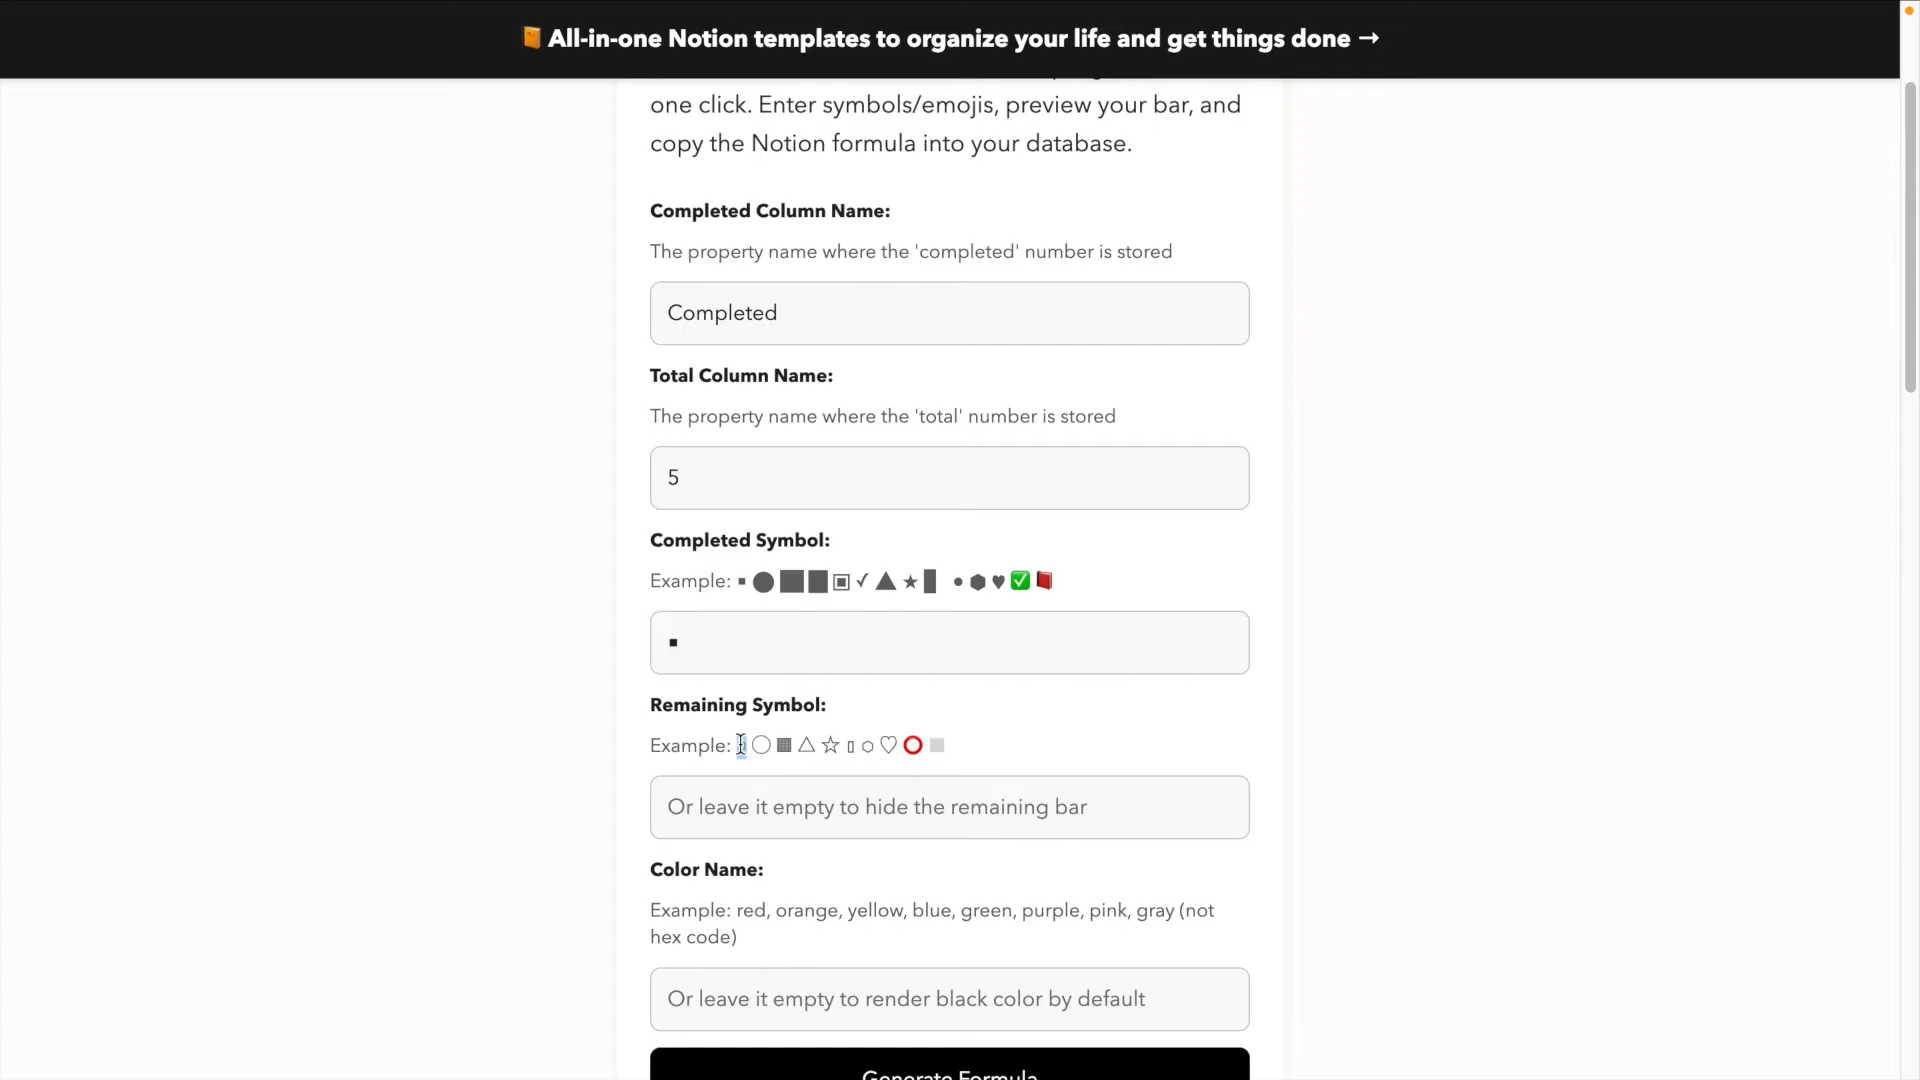 📙 All-in-one Notion templates to organize your life and get things done →
one click. Enter symbols/emojis, preview your bar, and
copy the Notion formula into your database.
Completed Column Name:
The property name where the 'completed' number is stored
Completed
Total Column Name:
The property name where the 'total' number is stored
5
Completed Symbol:
Example: ▪ ⬤ ■ ■ ▣ ✓ ▲ ★ ▮ • ⬢ ♥ ✅ 📕
▪
Remaining Symbol:
Example: ◯ ▦ △ ☆ ▯ ⬡ ♡ ⭕ ◻
Or leave it empty to hide the remaining bar
Color Name:
Example: red, orange, yellow, blue, green, purple, pink, gray (not
hex code)
Or leave it empty to render black color by default
Generate Formula